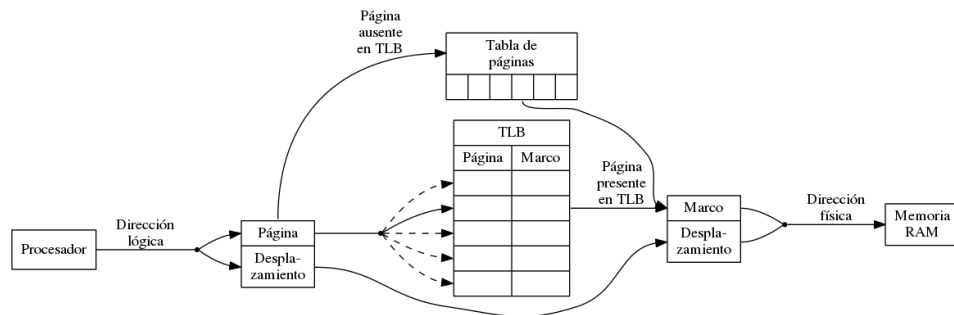 Página
ausente
en TLB
Tabla de
páginas
TLB
Página Marco
Página
presente
en TLB
Dirección
lógica
Procesador
Página
Despla-
zamiento
Marco
Despla-
zamiento
Dirección
física
Memoria
RAM